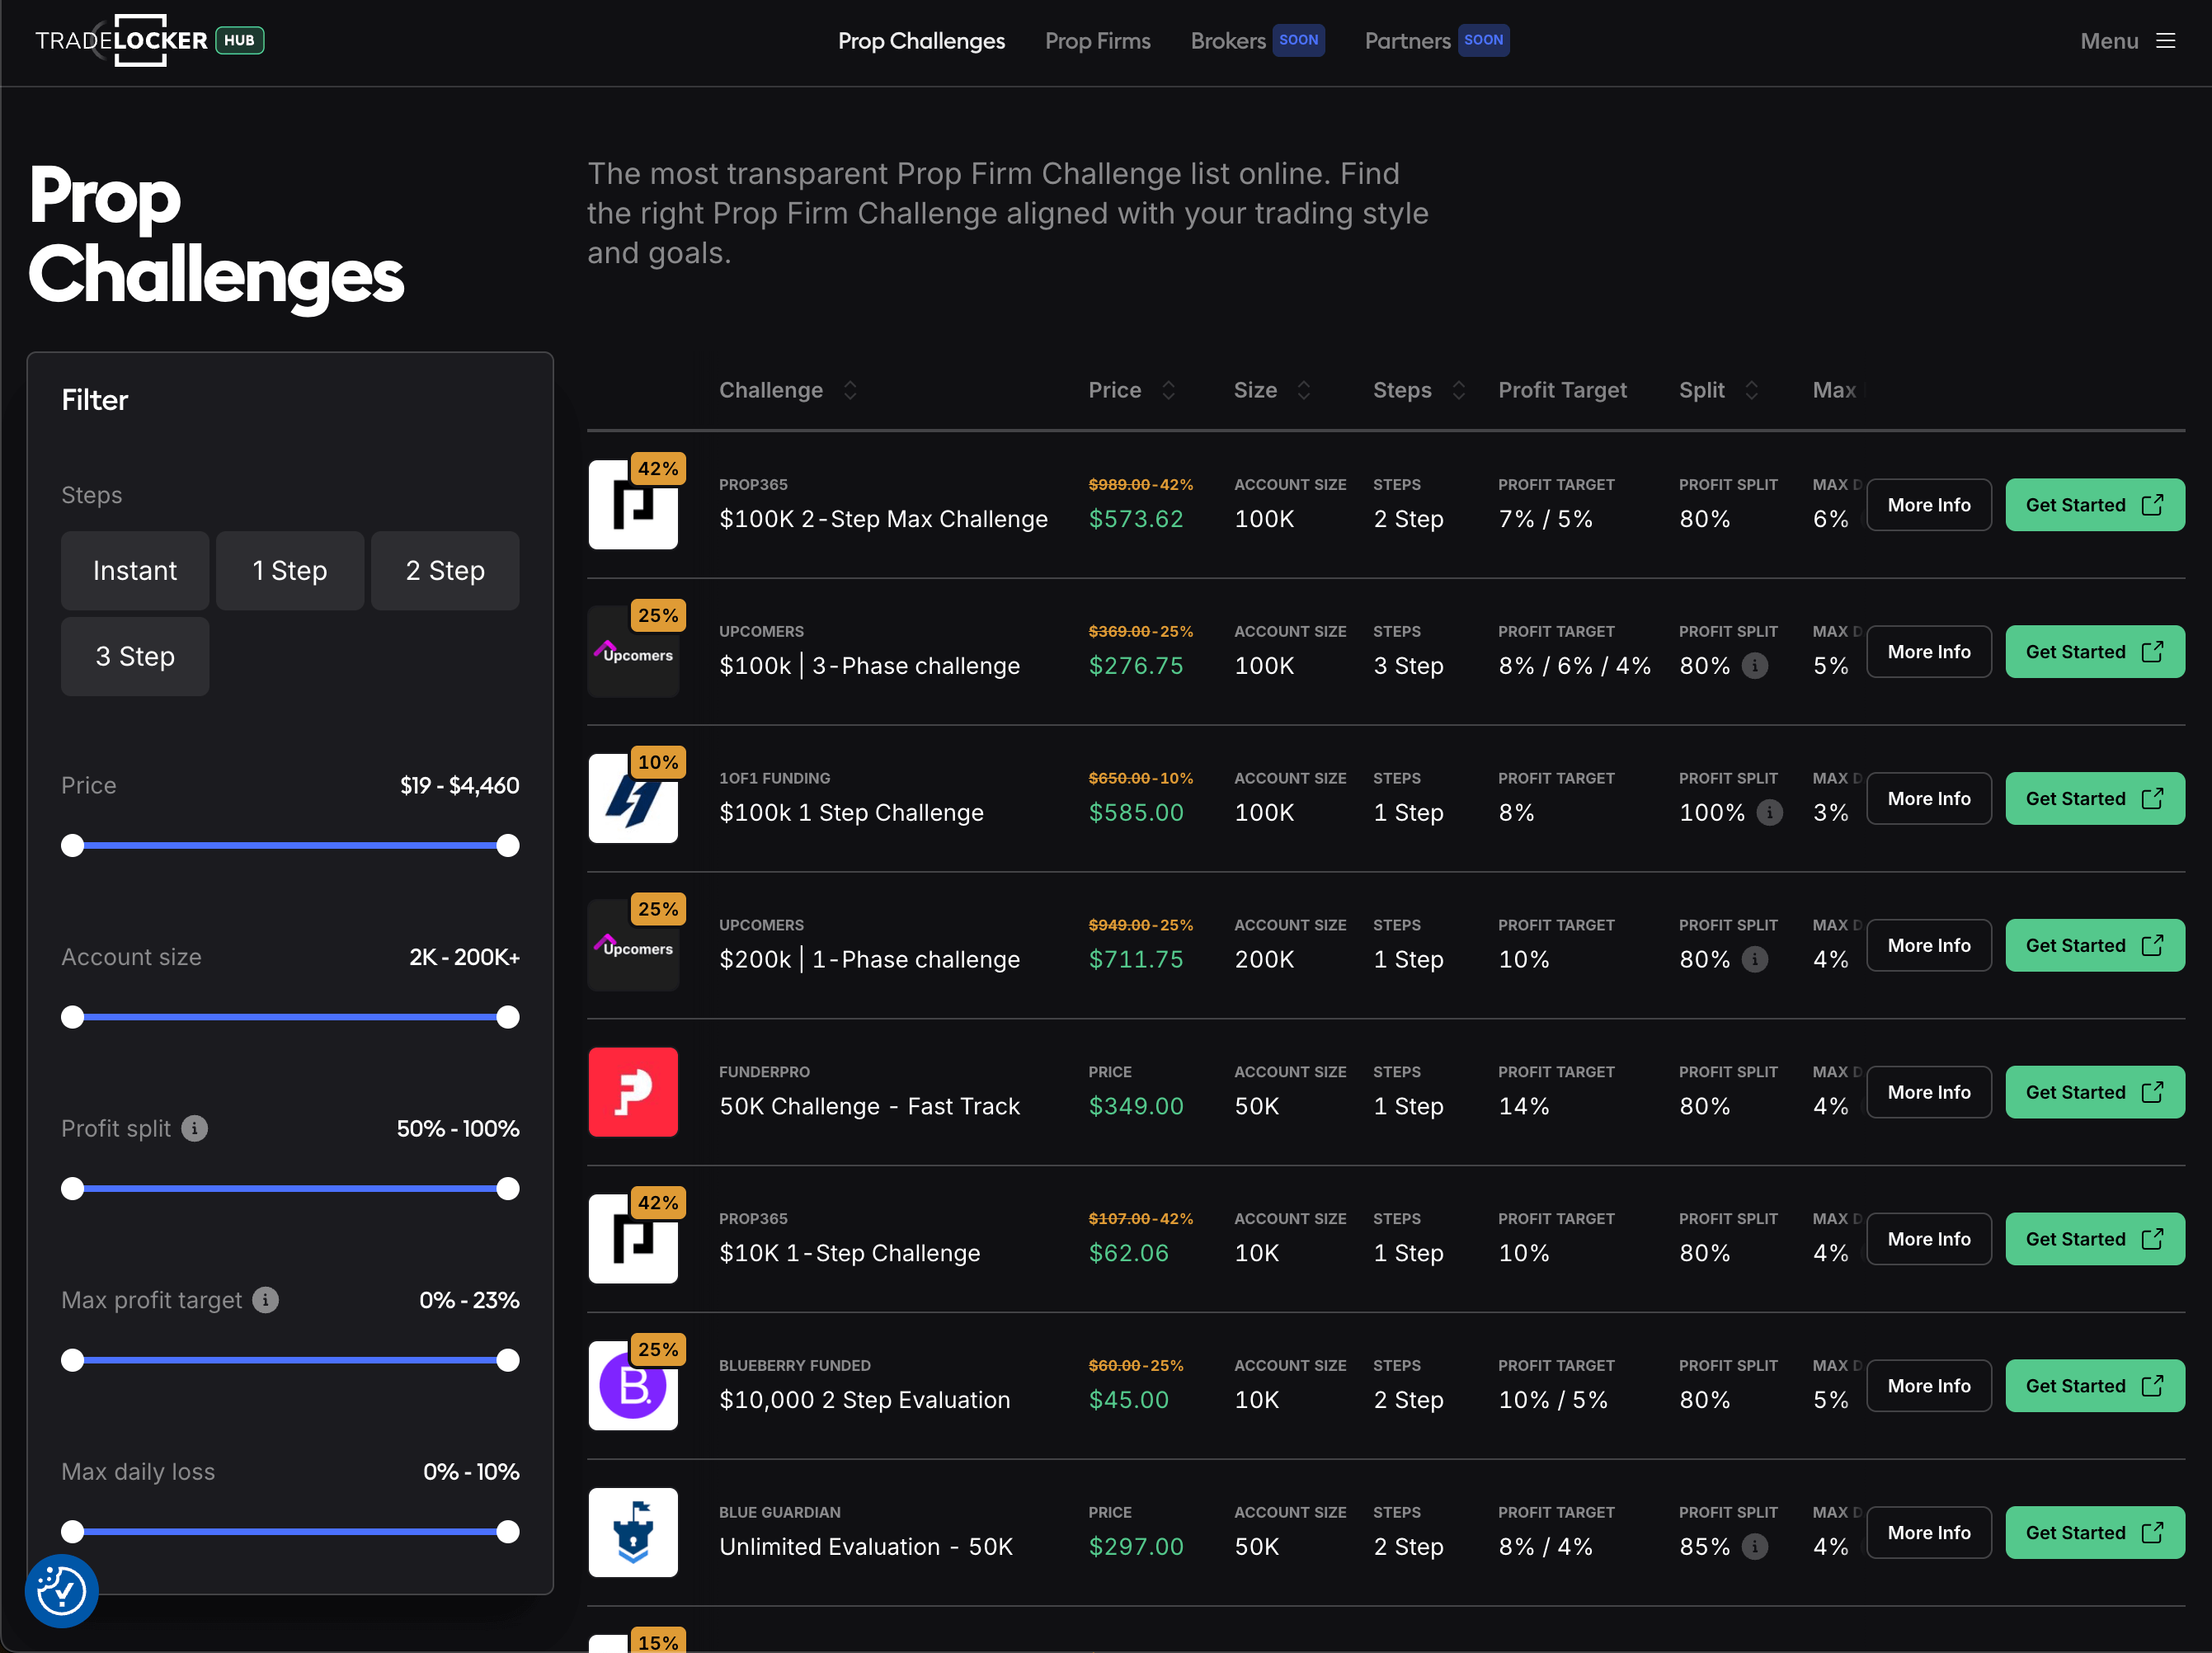 TRADELOCKER HUB
Prop Challenges
Prop Firms
Brokers SOON
Partners SOON
Menu
Prop
Challenges
The most transparent Prop Firm Challenge list online. Find
the right Prop Firm Challenge aligned with your trading style
and goals.
Filter
Steps
Instant
1 Step
2 Step
3 Step
Price $19 - $4,460
Account size 2K - 200K+
Profit split i 50% - 100%
Max profit target i 0% - 23%
Max daily loss 0% - 10%
Challenge Price Size Steps Profit Target Split Max
42%
PROP365 $989.00-42% ACCOUNT SIZE STEPS PROFIT TARGET PROFIT SPLIT MAX D
$100K 2-Step Max Challenge $573.62 100K 2 Step 7% / 5% 80% 6%
More Info Get Started
25%
Upcomers
UPCOMERS $369.00-25% ACCOUNT SIZE STEPS PROFIT TARGET PROFIT SPLIT MAX D
$100k | 3-Phase challenge $276.75 100K 3 Step 8% / 6% / 4% 80% i 5%
More Info Get Started
10%
1OF1 FUNDING $650.00-10% ACCOUNT SIZE STEPS PROFIT TARGET PROFIT SPLIT MAX D
$100k 1 Step Challenge $585.00 100K 1 Step 8% 100% i 3%
More Info Get Started
25%
Upcomers
UPCOMERS $949.00-25% ACCOUNT SIZE STEPS PROFIT TARGET PROFIT SPLIT MAX D
$200k | 1-Phase challenge $711.75 200K 1 Step 10% 80% i 4%
More Info Get Started
FUNDERPRO PRICE ACCOUNT SIZE STEPS PROFIT TARGET PROFIT SPLIT MAX D
50K Challenge - Fast Track $349.00 50K 1 Step 14% 80% 4%
More Info Get Started
42%
PROP365 $107.00-42% ACCOUNT SIZE STEPS PROFIT TARGET PROFIT SPLIT MAX D
$10K 1-Step Challenge $62.06 10K 1 Step 10% 80% 4%
More Info Get Started
25%
B.
BLUEBERRY FUNDED $60.00-25% ACCOUNT SIZE STEPS PROFIT TARGET PROFIT SPLIT MAX D
$10,000 2 Step Evaluation $45.00 10K 2 Step 10% / 5% 80% 5%
More Info Get Started
BLUE GUARDIAN PRICE ACCOUNT SIZE STEPS PROFIT TARGET PROFIT SPLIT MAX D
Unlimited Evaluation - 50K $297.00 50K 2 Step 8% / 4% 85% i 4%
More Info Get Started
15%